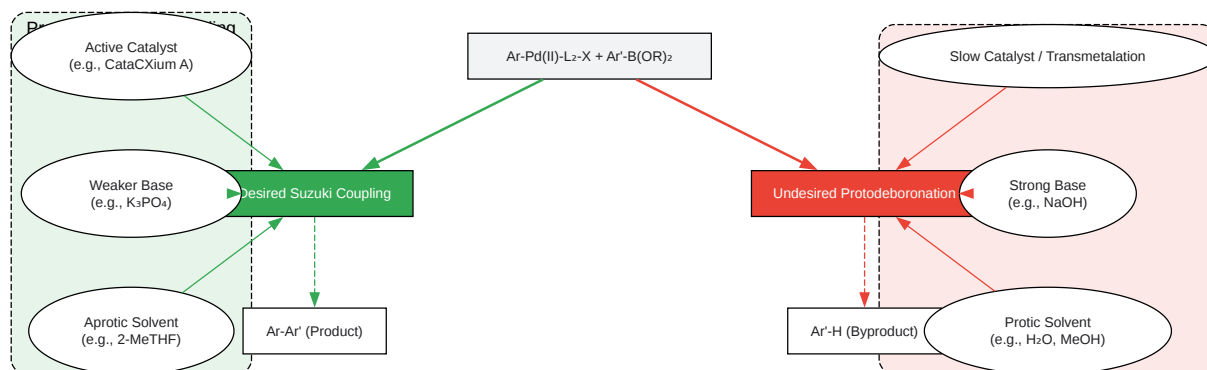 Active Catalyst
(e.g., CataCXium A)
Ar-Pd(II)-L₂-X + Ar'-B(OR)₂
Slow Catalyst / Transmetalation
Weaker Base
(e.g., K₃PO₄)
Desired Suzuki Coupling
Undesired Protodeboronation
Strong Base
(e.g., NaOH)
Aprotic Solvent
(e.g., 2-MeTHF)
Ar-Ar' (Product)
Ar'-H (Byproduct)
Protic Solvent
(e.g., H₂O, MeOH)